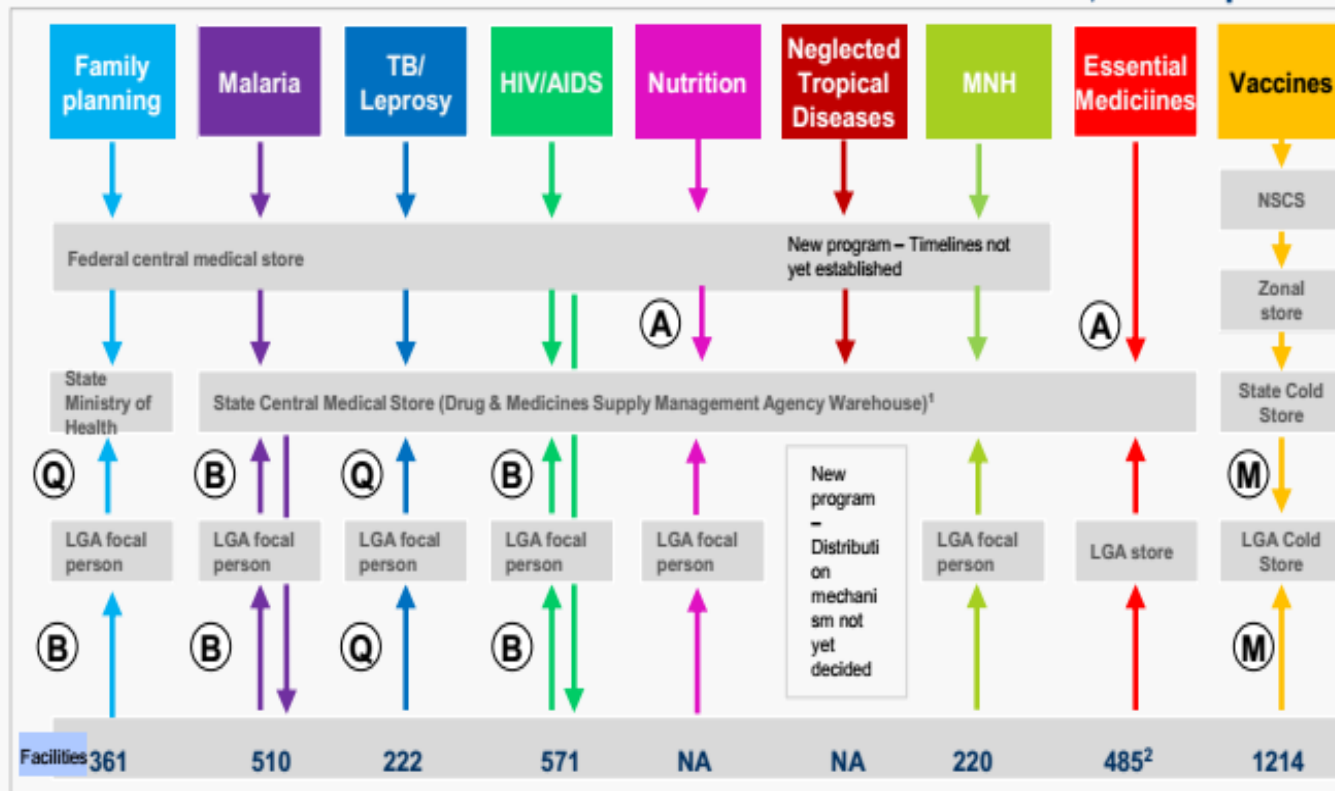 Family
planning
Malaria
TB/
Leprosy
HIV/AIDS
Nutrition
Neglected
Tropical
Diseases
MNH
Essential
Mediciines
Vaccines
NSCS
Federal central medical store
New program – Timelines not
yet established
Zonal
store
A
A
State
Ministry of
Health
State Central Medical Store (Drug & Medicines Supply Management Agency Warehouse)¹
State Cold
Store
Q
B
Q
B
M
New
program
–
Distributi
on
mechani
sm not
yet
decided
LGA focal
person
LGA focal
person
LGA focal
person
LGA focal
person
LGA focal
person
LGA focal
person
LGA store
LGA Cold
Store
B
B
Q
B
M
Facilities
361
510
222
571
NA
NA
220
485²
1214